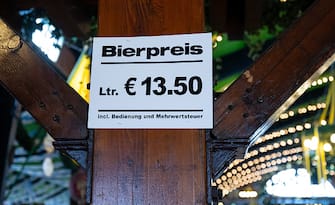 Bierpreis
Ltr. € 13.50
incl. Bedienung und Mehrwertsteuer